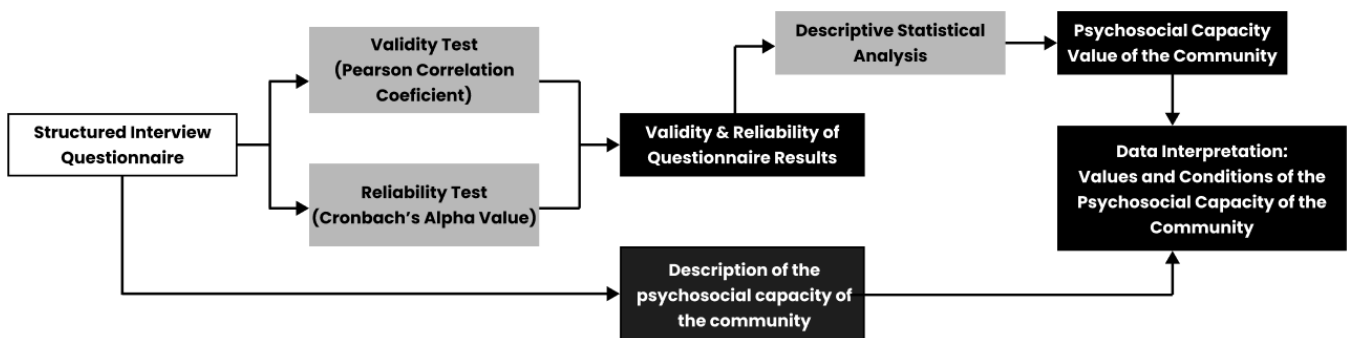 Structured Interview
Questionnaire
Validity Test
(Pearson Correlation
Coeficient)
Reliability Test
(Cronbach's Alpha Value)
Validity & Reliability of
Questionnaire Results
Descriptive Statistical
Analysis
Psychosocial Capacity
Value of the Community
Description of the
psychosocial capacity of
the community
Data Interpretation:
Values and Conditions of the
Psychosocial Capacity of the
Community